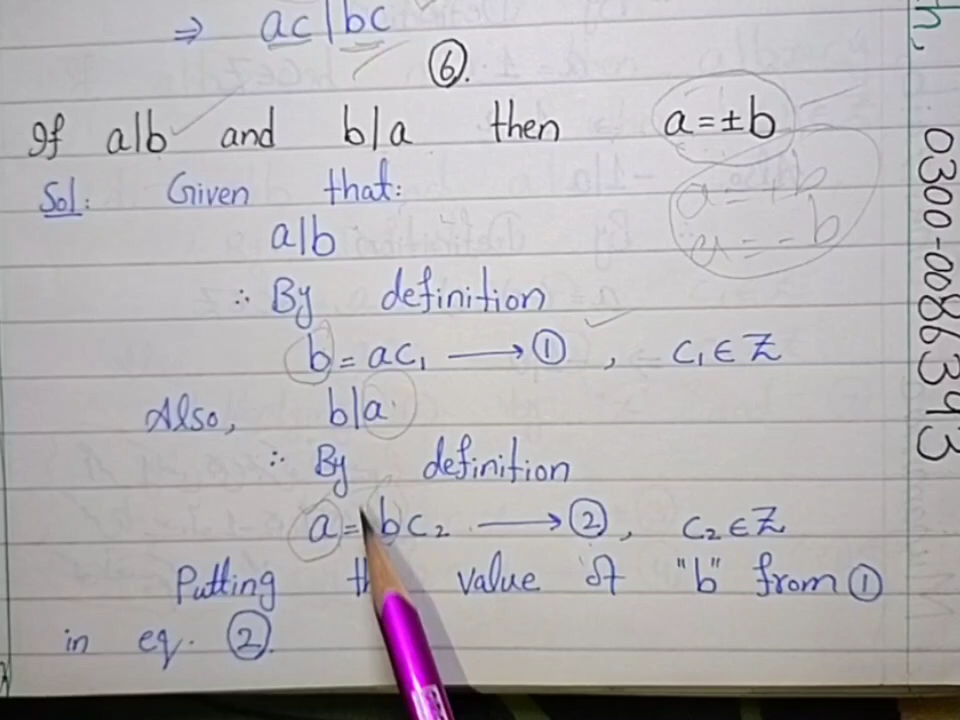 ⇒ ac|bc
⑥.
If a|b and b|a then a=±b
Sol: Given that:
a=+b
a=-b
a|b
∴ By definition
b=ac₁ ⟶ ① , c₁∈Z
Also, b|a
∴ By definition
a=bc₂ ⟶ ②, c₂∈Z
Putting the value of "b" from ①
in eq. ②.
0300-0086393